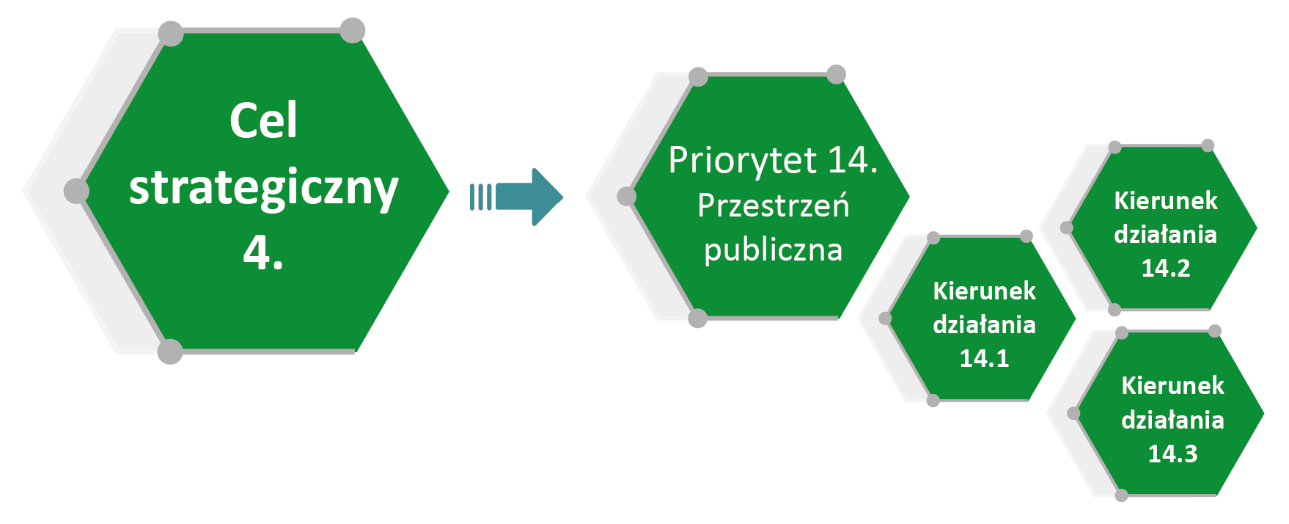 Cel
strategiczny
4.
Priorytet 14.
Przestrzeń
publiczna
Kierunek
działania
14.1
Kierunek
działania
14.2
Kierunek
działania
14.3